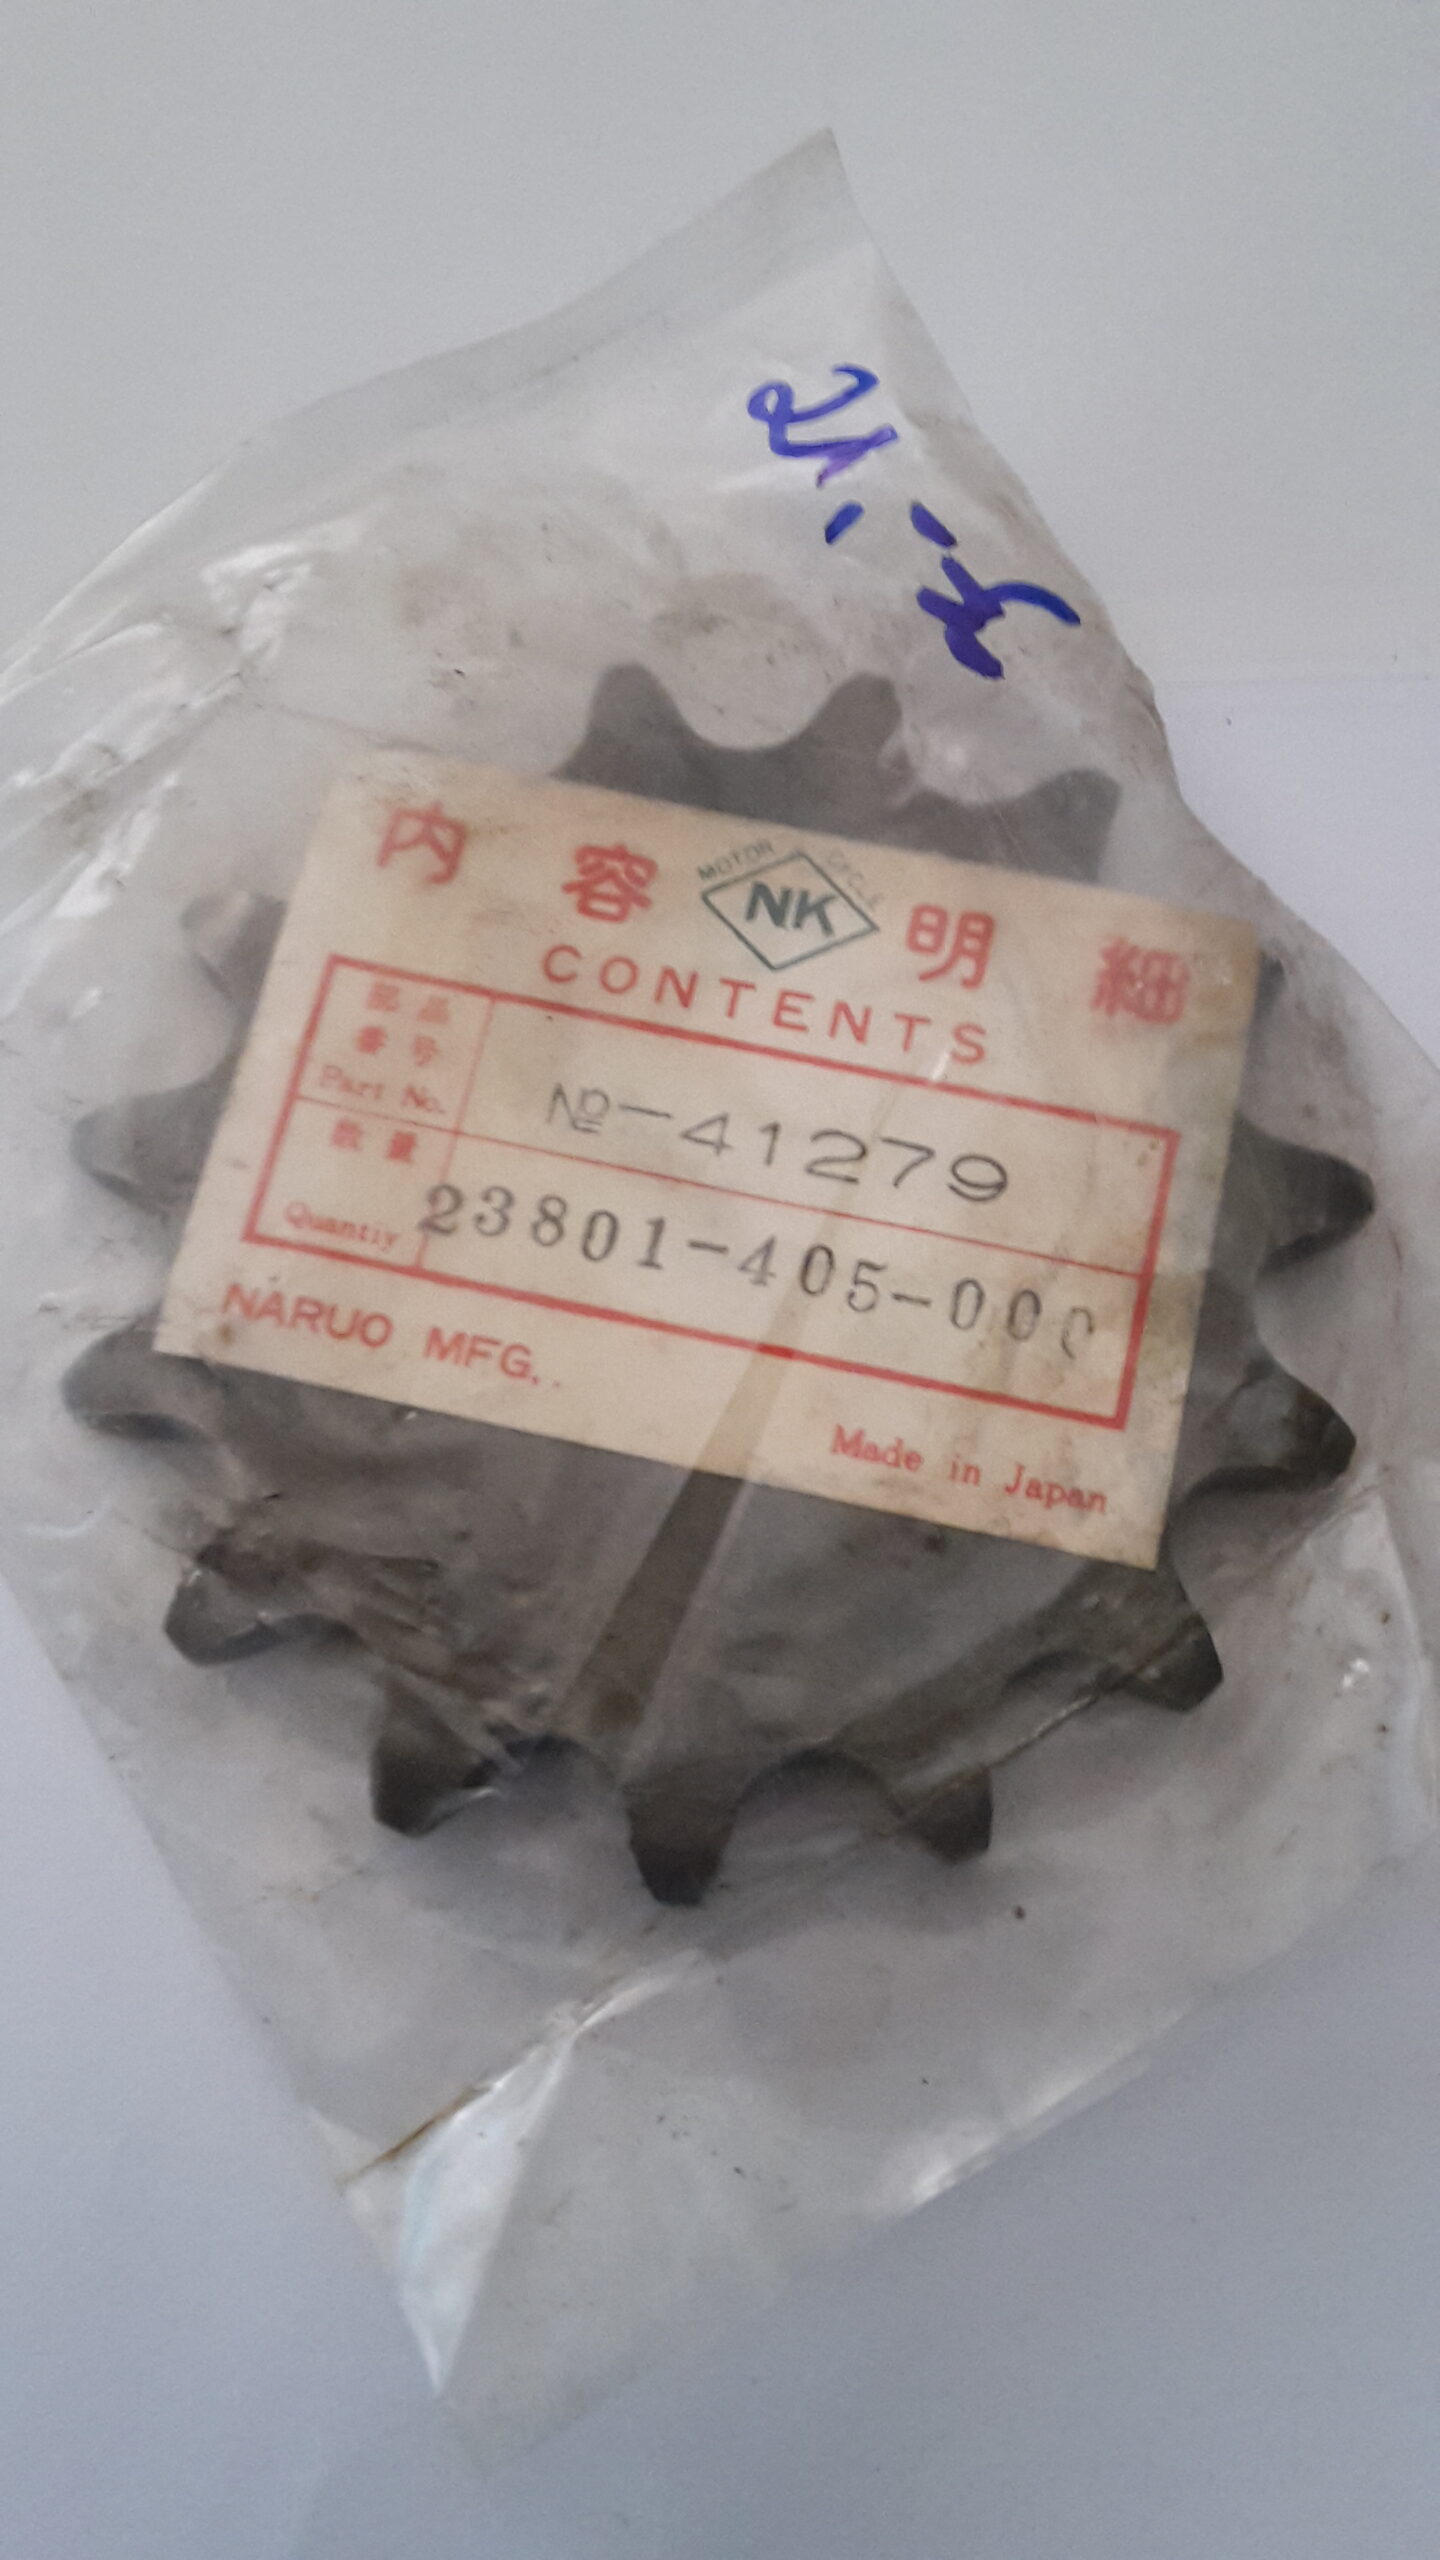 内 容 明 細
MOTOR CYCLE
NK
CONTENTS
部品
番号
Part No.
№-41279
数量
Quantiy
23801-405-000
NARUO MFG,.
Made in Japan